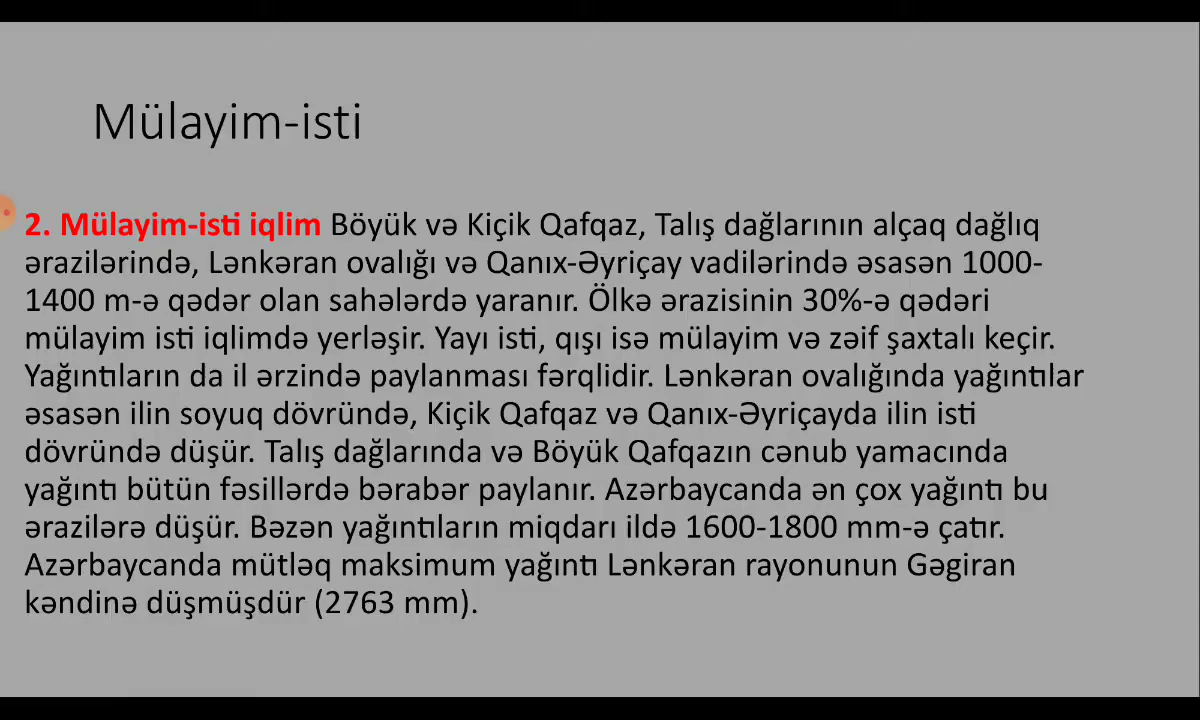 Mülayim-isti
2. Mülayim-isti iqlim Böyük və Kiçik Qafqaz, Talış dağlarının alçaq dağlıq
ərazilərində, Lənkəran ovalığı və Qanıx-Əyriçay vadilərində əsasən 1000-
1400 m-ə qədər olan sahələrdə yaranır. Ölkə ərazisinin 30%-ə qədəri
mülayim isti iqlimdə yerləşir. Yayı isti, qışı isə mülayim və zəif şaxtalı keçir.
Yağıntıların da il ərzində paylanması fərqlidir. Lənkəran ovalığında yağıntılar
əsasən ilin soyuq dövründə, Kiçik Qafqaz və Qanıx-Əyriçayda ilin isti
dövründə düşür. Talış dağlarında və Böyük Qafqazın cənub yamacında
yağıntı bütün fəsillərdə bərabər paylanır. Azərbaycanda ən çox yağıntı bu
ərazilərə düşür. Bəzən yağıntıların miqdarı ildə 1600-1800 mm-ə çatır.
Azərbaycanda mütləq maksimum yağıntı Lənkəran rayonunun Gəgiran
kəndinə düşmüşdür (2763 mm).